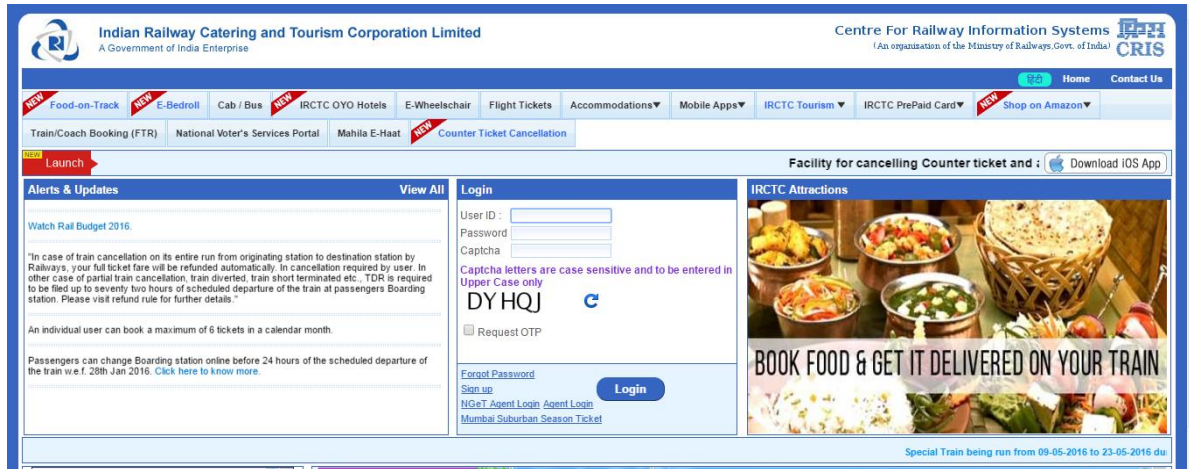 Indian Railway Catering and Tourism Corporation Limited
A Government of India Enterprise
Centre For Railway Information Systems
(An organisation of the Ministry of Railways,Govt. of India)
क्रिस
CRIS
हिंदी Home Contact Us
NEW Food-on-Track NEW E-Bedroll Cab / Bus NEW IRCTC OYO Hotels E-Wheelschair Flight Tickets Accommodations▼ Mobile Apps▼ IRCTC Tourism ▼ IRCTC PrePaid Card▼ NEW Shop on Amazon▼
Train/Coach Booking (FTR) National Voter's Services Portal Mahila E-Haat NEW Counter Ticket Cancellation
NEW
Launch
Facility for cancelling Counter ticket and
Download iOS App
Alerts & Updates View All
Watch Rail Budget 2016.
"In case of train cancellation on its entire run from originating station to destination station by
Railways, your full ticket fare will be refunded automatically. In cancellation required by user. In
other case of partial train cancellation, train diverted, train short terminated etc., TDR is required
to be filed up to seventy two hours of scheduled departure of the train at passengers Boarding
station. Please visit refund rule for further details."
An individual user can book a maximum of 6 tickets in a calendar month.
Passengers can change Boarding station online before 24 hours of the scheduled departure of
the train w.e.f. 28th Jan 2016. Click here to know more.
Login
User ID :
Password
Captcha
Captcha letters are case sensitive and to be entered in
Upper Case only
DYHQJ
Request OTP
Forgot Password
Sign up
NGeT Agent Login Agent Login
Mumbai Suburban Season Ticket
Login
IRCTC Attractions
BOOK FOOD & GET IT DELIVERED ON YOUR TRAIN
Special Train being run from 09-05-2016 to 23-05-2016 du